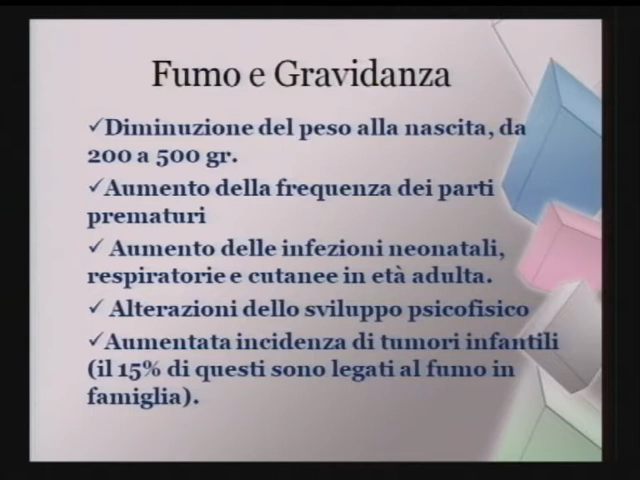 Fumo e Gravidanza
✓Diminuzione del peso alla nascita, da
200 a 500 gr.
✓Aumento della frequenza dei parti
prematuri
✓ Aumento delle infezioni neonatali,
respiratorie e cutanee in età adulta.
✓ Alterazioni dello sviluppo psicofisico
✓Aumentata incidenza di tumori infantili
(il 15% di questi sono legati al fumo in
famiglia).